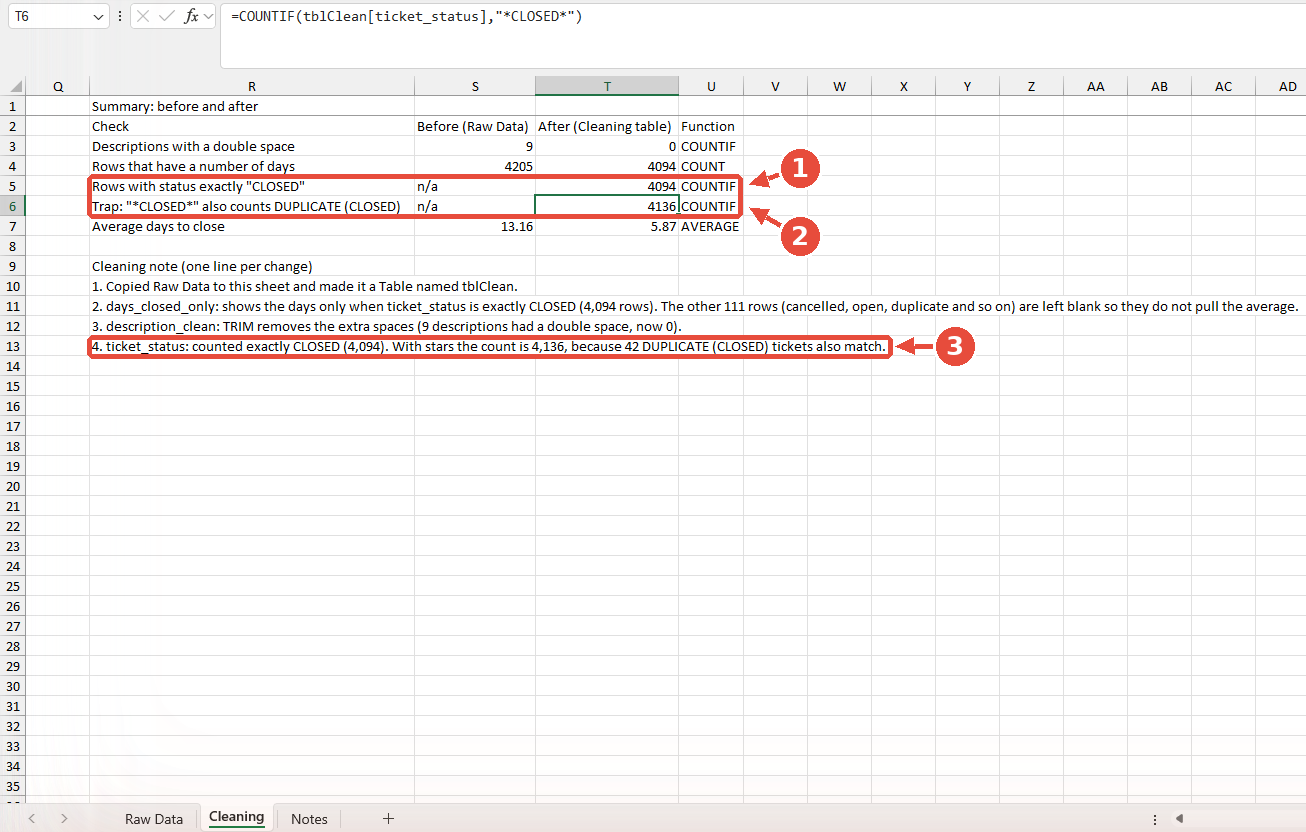 T6 fx =COUNTIF(tblClean[ticket_status],"*CLOSED*")
Q R S T U V W X Y Z AA AB AC AD
1 Summary: before and after
2 Check Before (Raw Data) After (Cleaning table) Function
3 Descriptions with a double space 9 0 COUNTIF
4 Rows that have a number of days 4205 4094 COUNT
5 Rows with status exactly "CLOSED" n/a 4094 COUNTIF
1
6 Trap: "*CLOSED*" also counts DUPLICATE (CLOSED) n/a 4136 COUNTIF
2
7 Average days to close 13.16 5.87 AVERAGE
8
9 Cleaning note (one line per change)
10 1. Copied Raw Data to this sheet and made it a Table named tblClean.
11 2. days_closed_only: shows the days only when ticket_status is exactly CLOSED (4,094 rows). The other 111 rows (cancelled, open, duplicate and so on) are left blank so they do not pull the average.
12 3. description_clean: TRIM removes the extra spaces (9 descriptions had a double space, now 0).
13 4. ticket_status: counted exactly CLOSED (4,094). With stars the count is 4,136, because 42 DUPLICATE (CLOSED) tickets also match.
3
14
15
16
17
18
19
20
21
22
23
24
25
26
27
28
29
30
31
32
33
34
35
Raw Data Cleaning Notes +